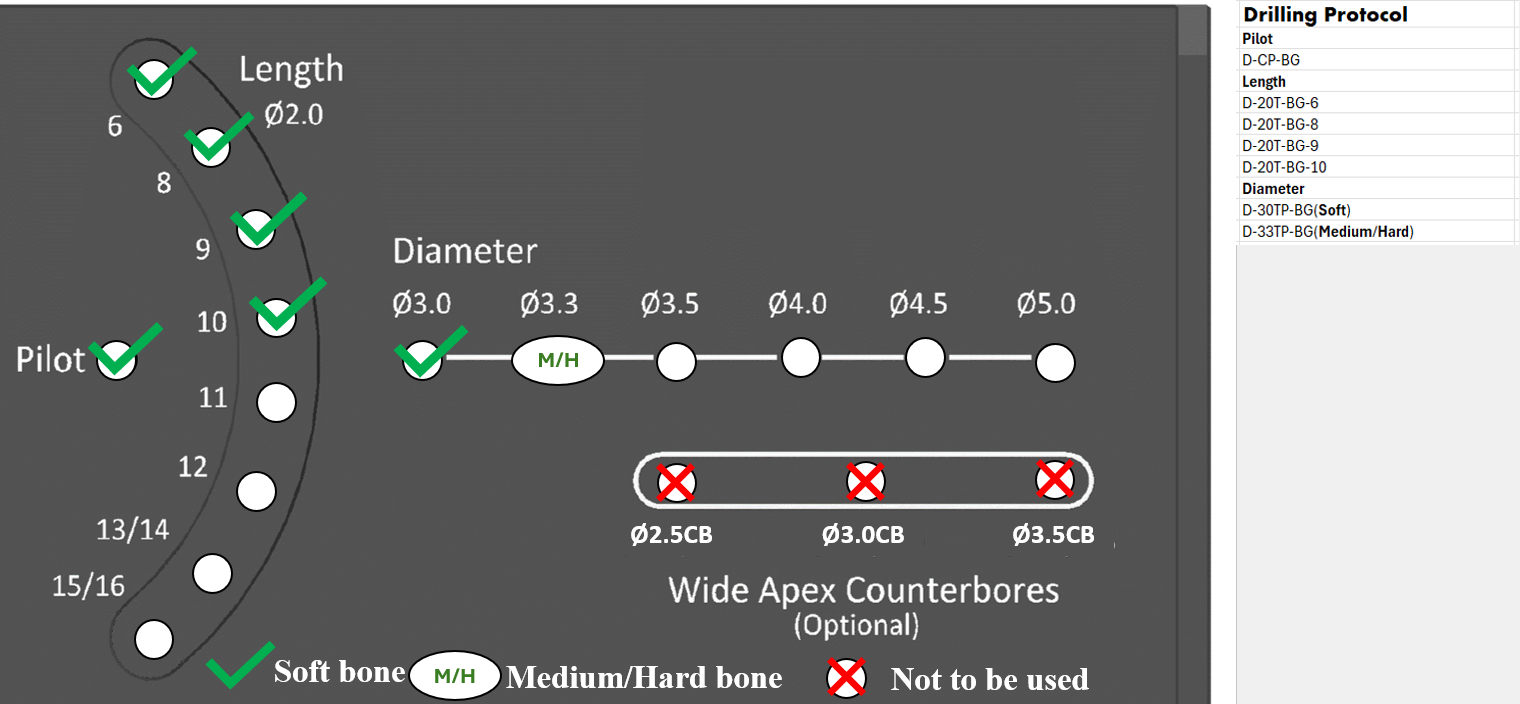 Length
Ø2.0
6
8
9
10
11
12
13/14
15/16
Pilot
Diameter
Ø3.0 Ø3.3 Ø3.5 Ø4.0 Ø4.5 Ø5.0
M/H
Ø2.5CB Ø3.0CB Ø3.5CB
Wide Apex Counterbores
(Optional)
Soft bone M/H Medium/Hard bone Not to be used
Drilling Protocol
Pilot
D-CP-BG
Length
D-20T-BG-6
D-20T-BG-8
D-20T-BG-9
D-20T-BG-10
Diameter
D-30TP-BG(Soft)
D-33TP-BG(Medium/Hard)